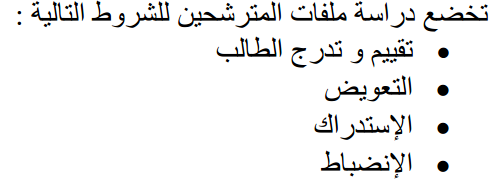 تخضع دراسة ملفات المترشحين للشروط التالية :
• تقييم و تدرج الطالب
• التعويض
• الإستدراك
• الإنضباط